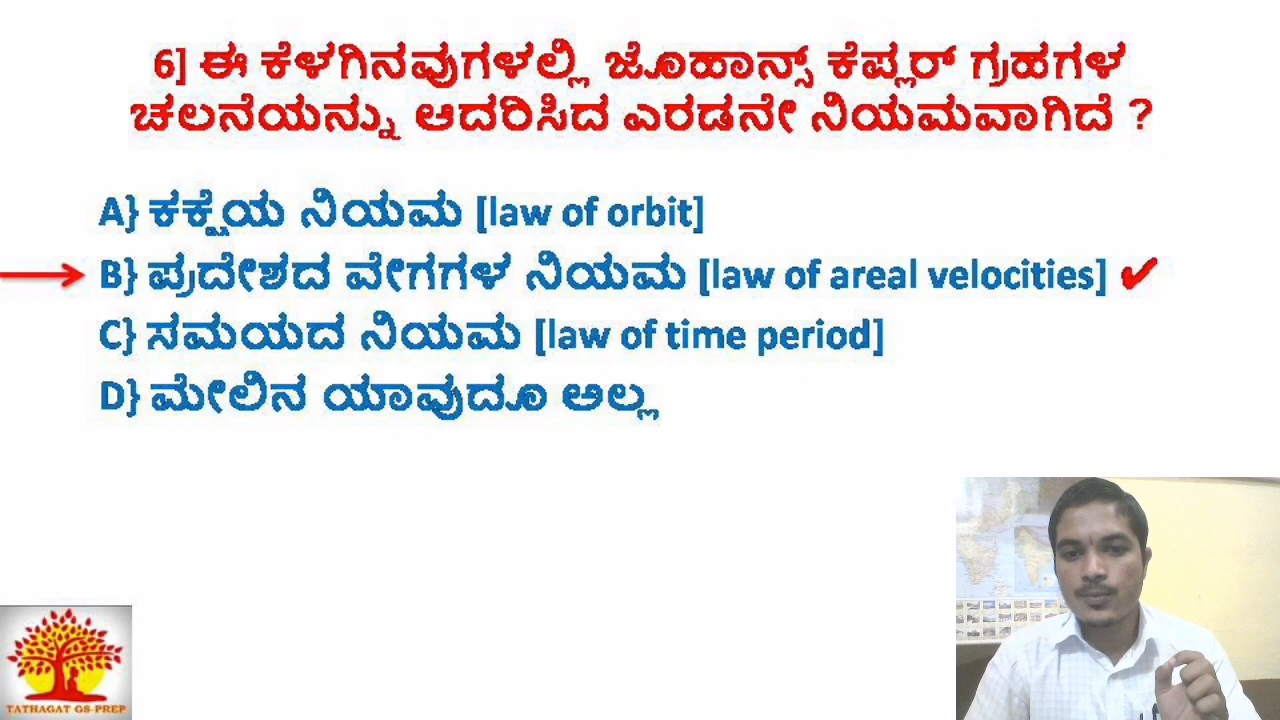 6] ಈ ಕೆಳಗಿನವುಗಳಲ್ಲಿ ಜೊಹಾನ್ಸ್ ಕೆಪ್ಲರ್ ಗ್ರಹಗಳ
ಚಲನೆಯನ್ನು ಆದರಿಸಿದ ಎರಡನೇ ನಿಯಮವಾಗಿದೆ ?
A} ಕಕ್ಷೆಯ ನಿಯಮ [law of orbit]
B} ಪ್ರದೇಶದ ವೇಗಗಳ ನಿಯಮ [law of areal velocities] ✔
C} ಸಮಯದ ನಿಯಮ [law of time period]
D} ಮೇಲಿನ ಯಾವುದೂ ಅಲ್ಲ
TATHAGAT GS-PREP